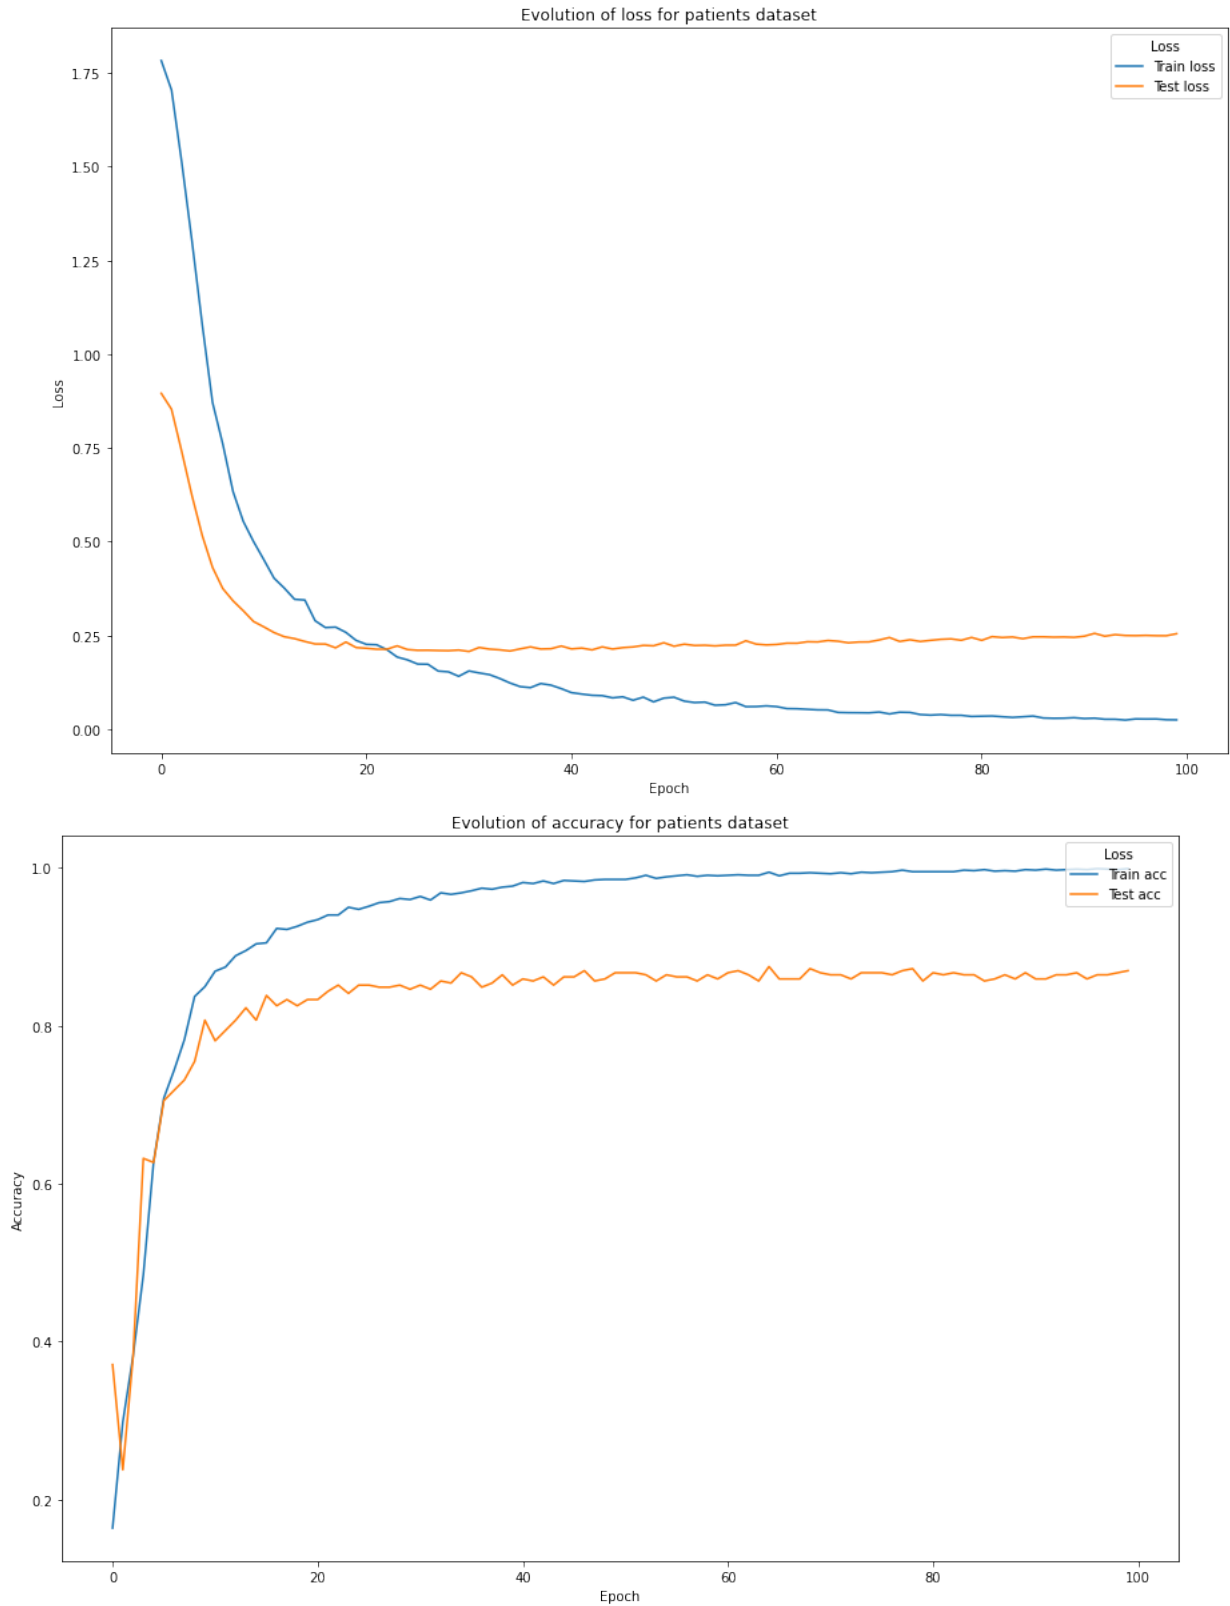 Evolution of loss for patients dataset
Loss
Train loss
Test loss
1.75
1.50
1.25
1.00
0.75
0.50
0.25
0.00
Loss
0
20
40
60
80
100
Epoch
Evolution of accuracy for patients dataset
Loss
Train acc
Test acc
1.0
0.8
0.6
0.4
0.2
Accuracy
0
20
40
60
80
100
Epoch